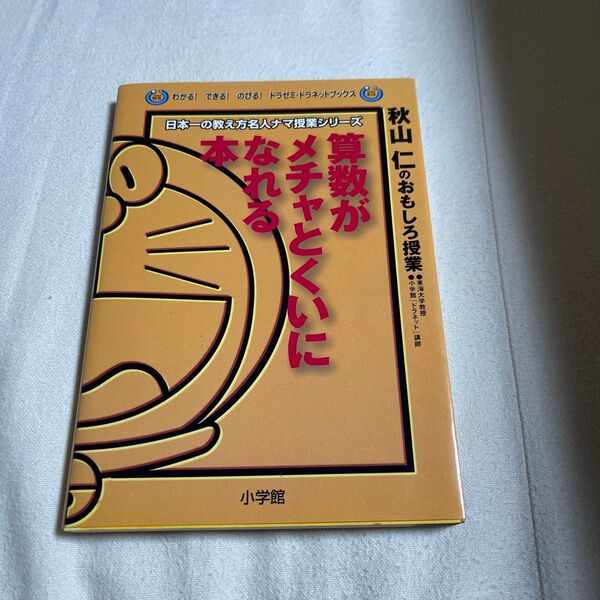 わかる! できる! のびる! ドラゼミ・ドラネットブックス
日本一の教え方名人ナマ授業シリーズ
秋山 仁のおもしろ授業
●東海大学教授
●小学館「ドラネット」講師
算数が
メチャとくいに
なれる
本
小学館